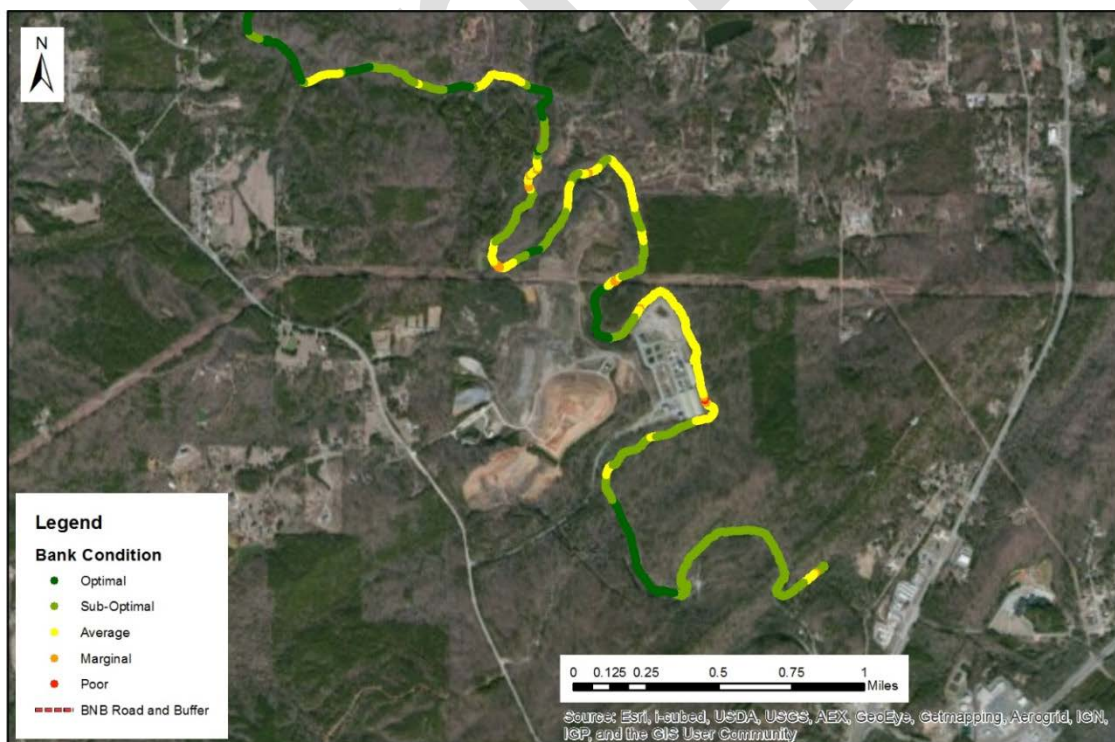 N
Legend
Bank Condition
Optimal
Sub-Optimal
Average
Marginal
Poor
BNB Road and Buffer
0 0.125 0.25 0.5 0.75 1
Miles
Source: Esri, i-cubed, USDA, USGS, AEX, GeoEye, Getmapping, Aerogrid, IGN,
IGP, and the GIS User Community